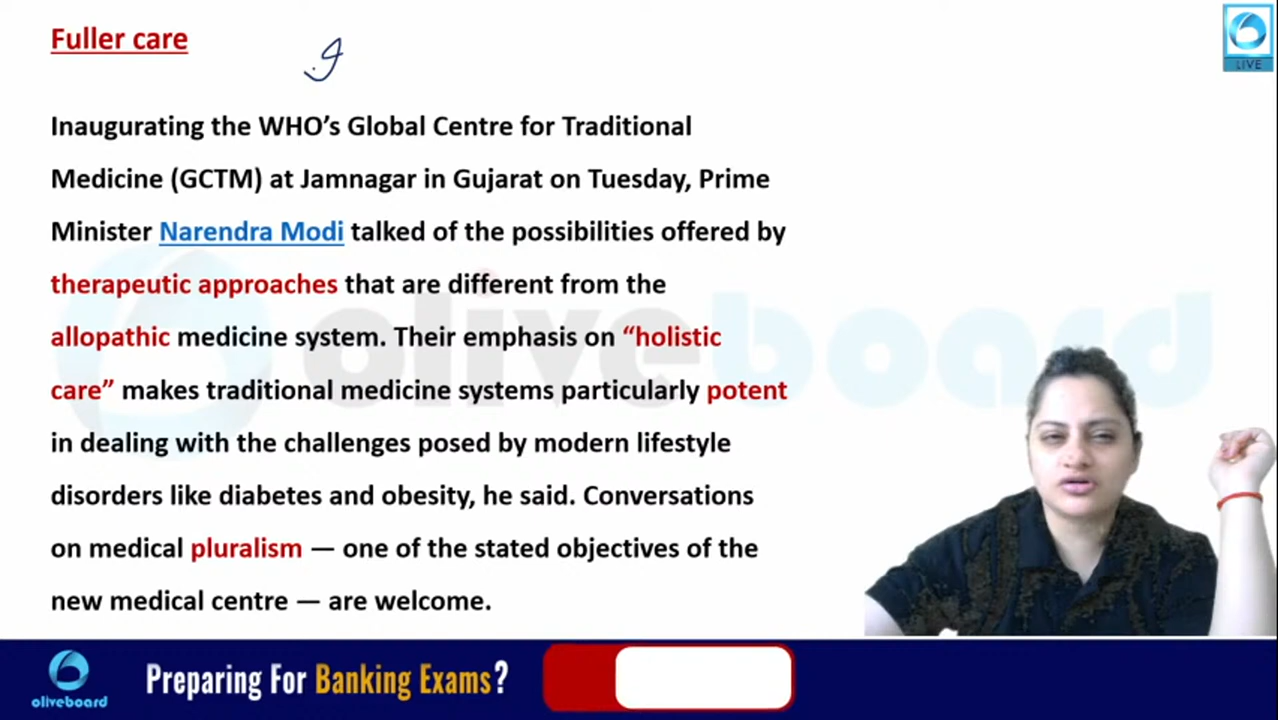 Fuller care
LIVE
Inaugurating the WHO’s Global Centre for Traditional
Medicine (GCTM) at Jamnagar in Gujarat on Tuesday, Prime
Minister Narendra Modi talked of the possibilities offered by
therapeutic approaches that are different from the
allopathic medicine system. Their emphasis on “holistic
care” makes traditional medicine systems particularly potent
in dealing with the challenges posed by modern lifestyle
disorders like diabetes and obesity, he said. Conversations
on medical pluralism — one of the stated objectives of the
new medical centre — are welcome.
oliveboard
oliveboard
Preparing For Banking Exams?